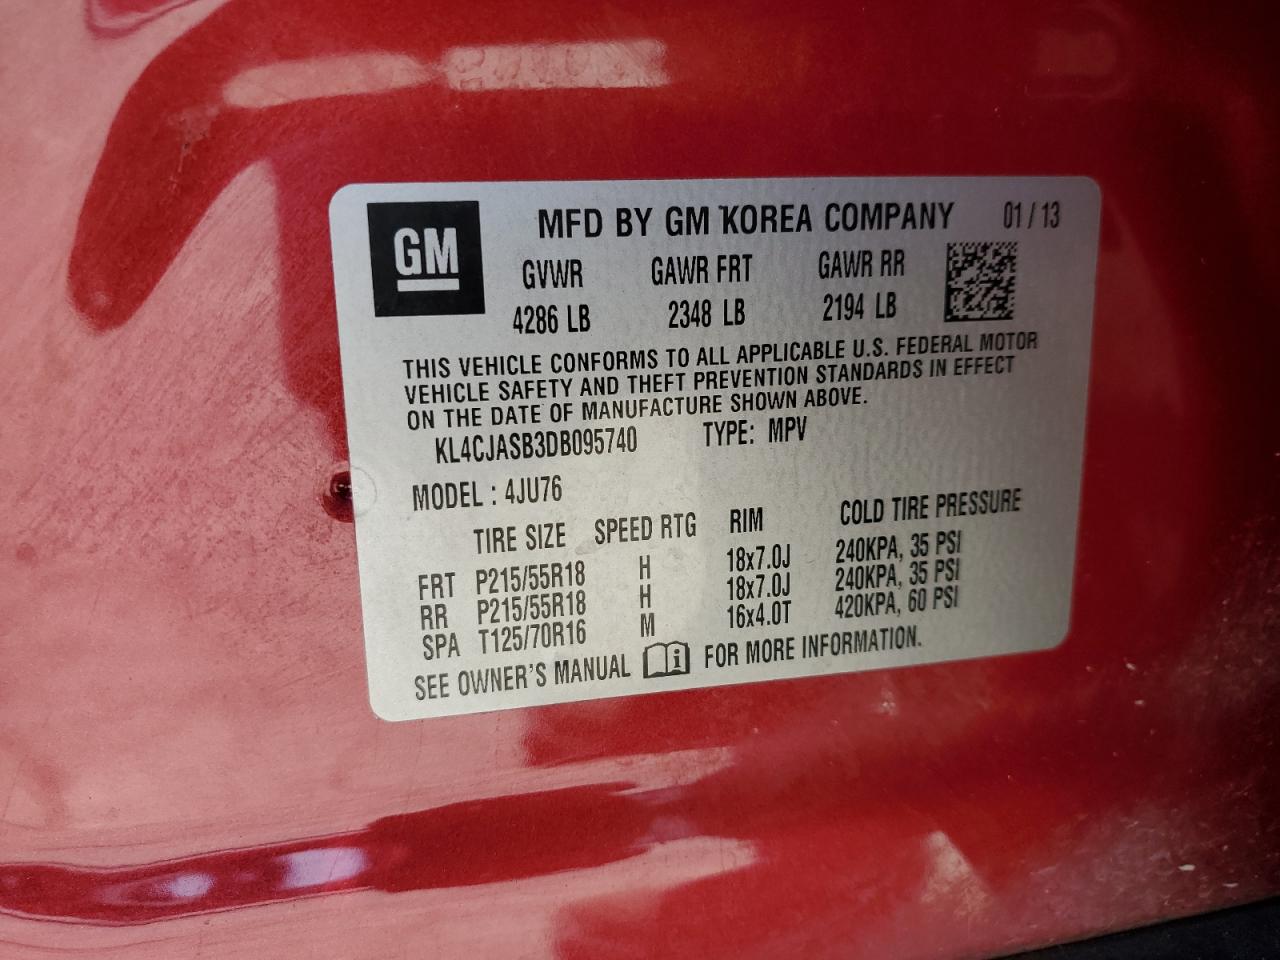 GM
MFD BY GM KOREA COMPANY 01 / 13
GVWR GAWR FRT GAWR RR
4286 LB 2348 LB 2194 LB
THIS VEHICLE CONFORMS TO ALL APPLICABLE U.S. FEDERAL MOTOR
VEHICLE SAFETY AND THEFT PREVENTION STANDARDS IN EFFECT
ON THE DATE OF MANUFACTURE SHOWN ABOVE.
KL4CJASB3DB095740 TYPE: MPV
MODEL : 4JU76
TIRE SIZE SPEED RTG RIM COLD TIRE PRESSURE
FRT P215/55R18 H 18x7.0J 240KPA, 35 PSI
RR P215/55R18 H 18x7.0J 240KPA, 35 PSI
SPA T125/70R16 M 16x4.0T 420KPA, 60 PSI
SEE OWNER'S MANUAL i FOR MORE INFORMATION.